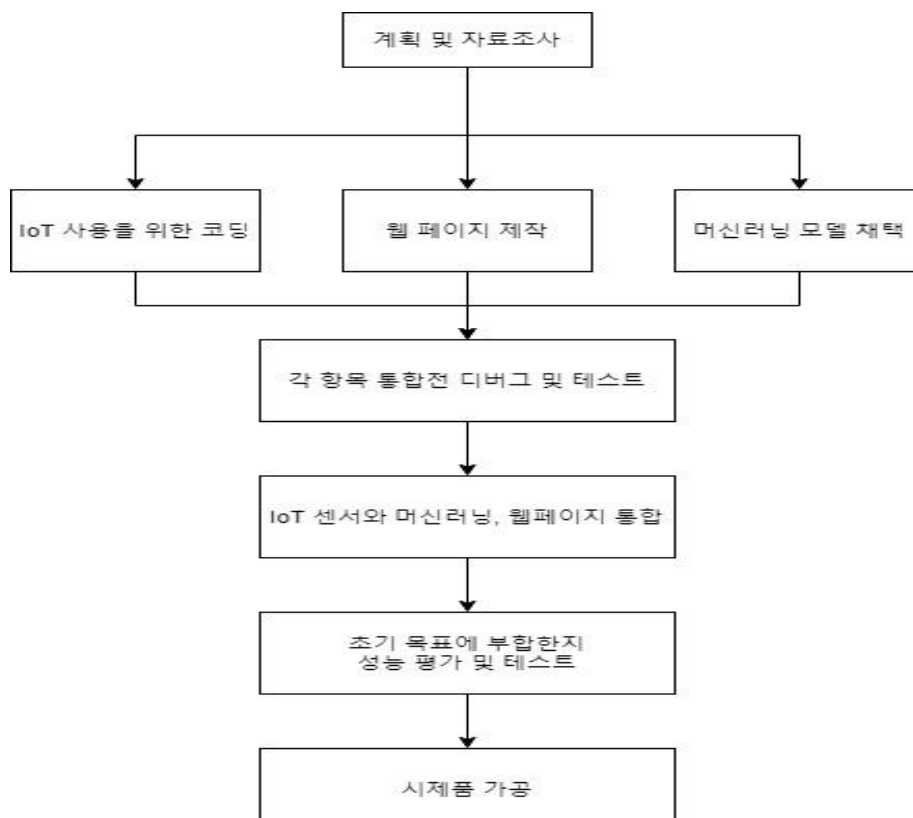 계획 및 자료조사
IoT 사용을 위한 코딩
웹 페이지 제작
머신러닝 모델 채택
각 항목 통합전 디버그 및 테스트
IoT 센서와 머신러닝, 웹페이지 통합
초기 목표에 부합한지
성능 평가 및 테스트
시제품 가공